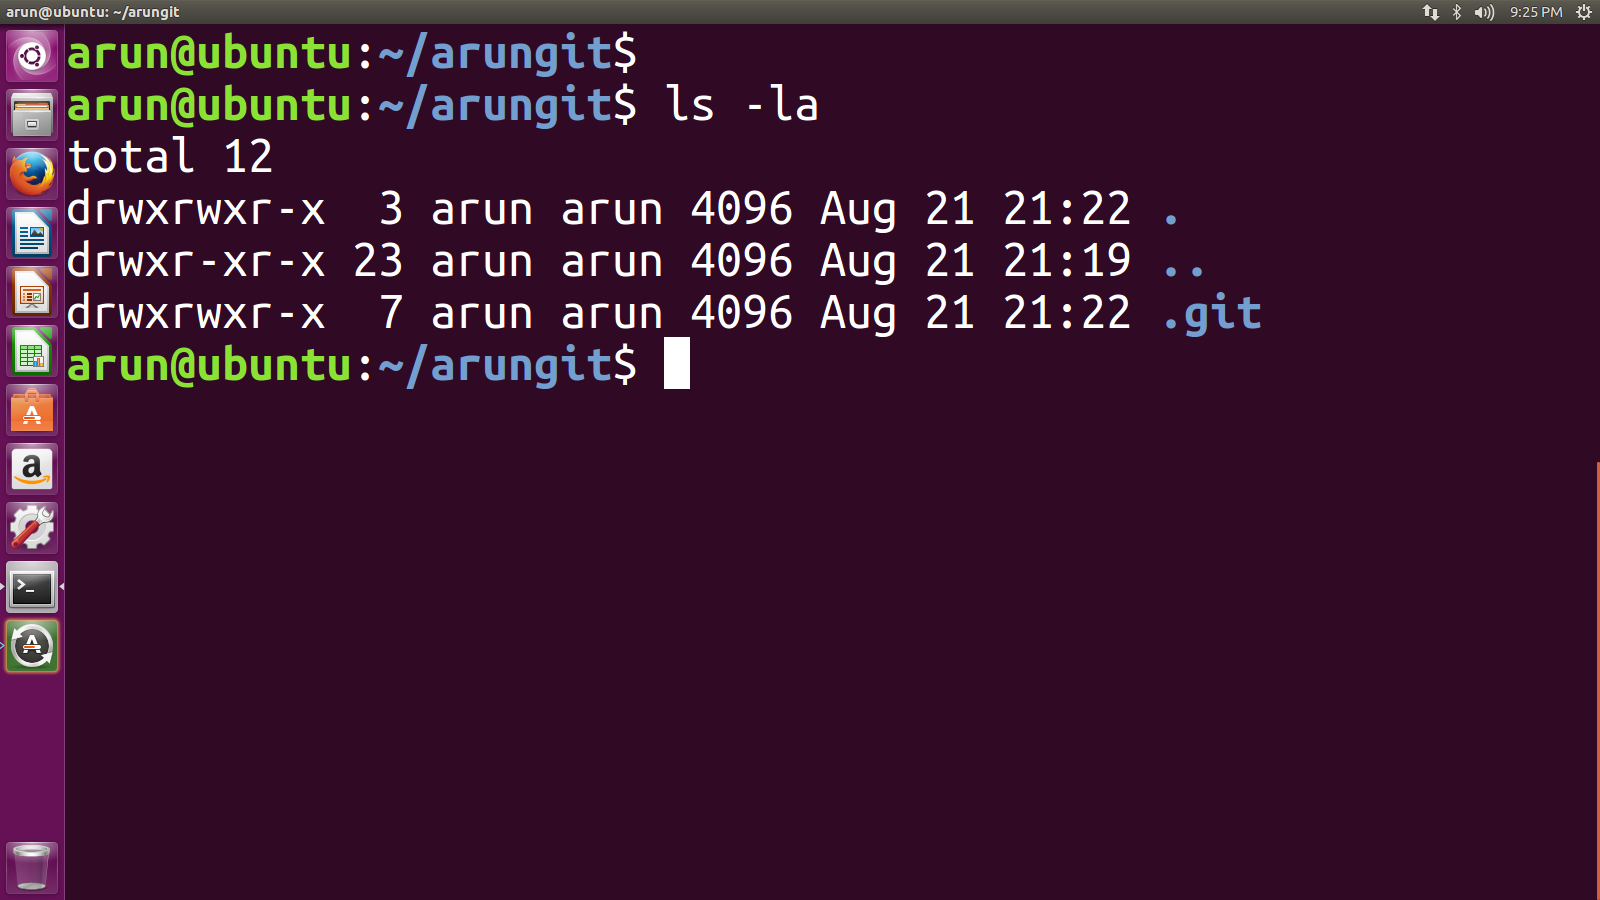 arun@ubuntu: ~/arungit
9:25 PM
arun@ubuntu:~/arungit$
arun@ubuntu:~/arungit$ ls -la
total 12
drwxrwxr-x  3 arun arun 4096 Aug 21 21:22 .
drwxr-xr-x 23 arun arun 4096 Aug 21 21:19 ..
drwxrwxr-x  7 arun arun 4096 Aug 21 21:22 .git
arun@ubuntu:~/arungit$